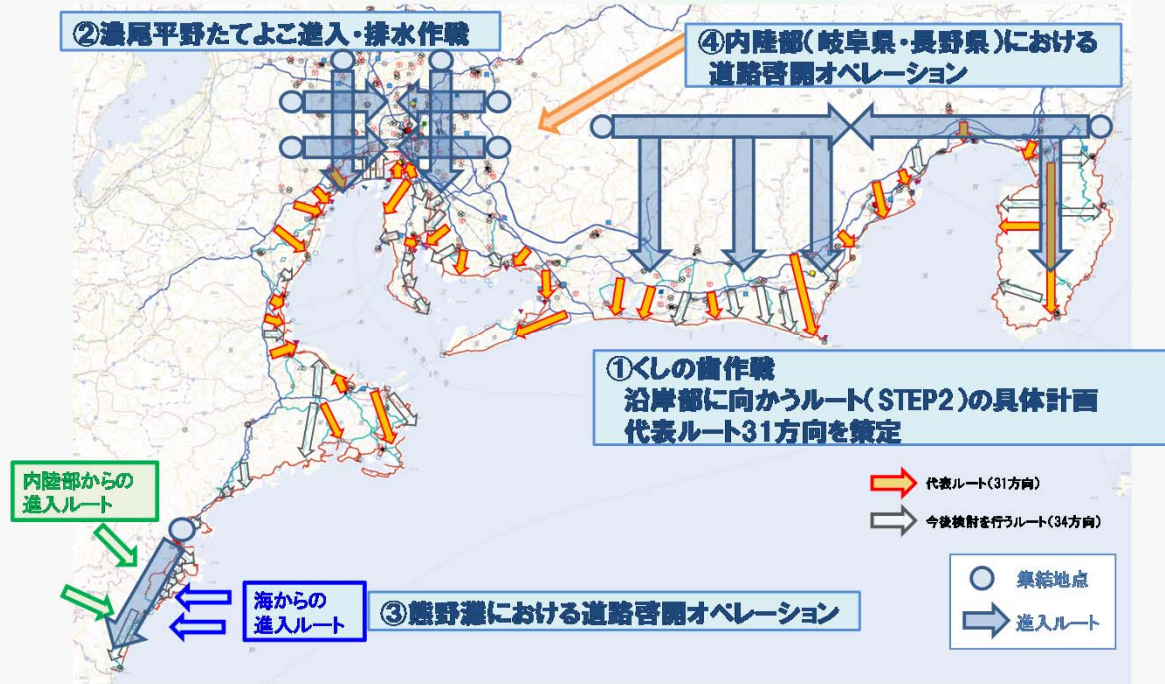 ②濃尾平野たてよこ進入・排水作戦
④内陸部(岐阜県・長野県)における
道路啓開オペレーション
①くしの歯作戦
沿岸部に向かうルート(STEP2)の具体計画
代表ルート31方向を策定
内陸部からの
進入ルート
代表ルート(31方向)
今後検討を行うルート(34方向)
集結地点
進入ルート
海からの
進入ルート
③熊野灘における道路啓開オペレーション